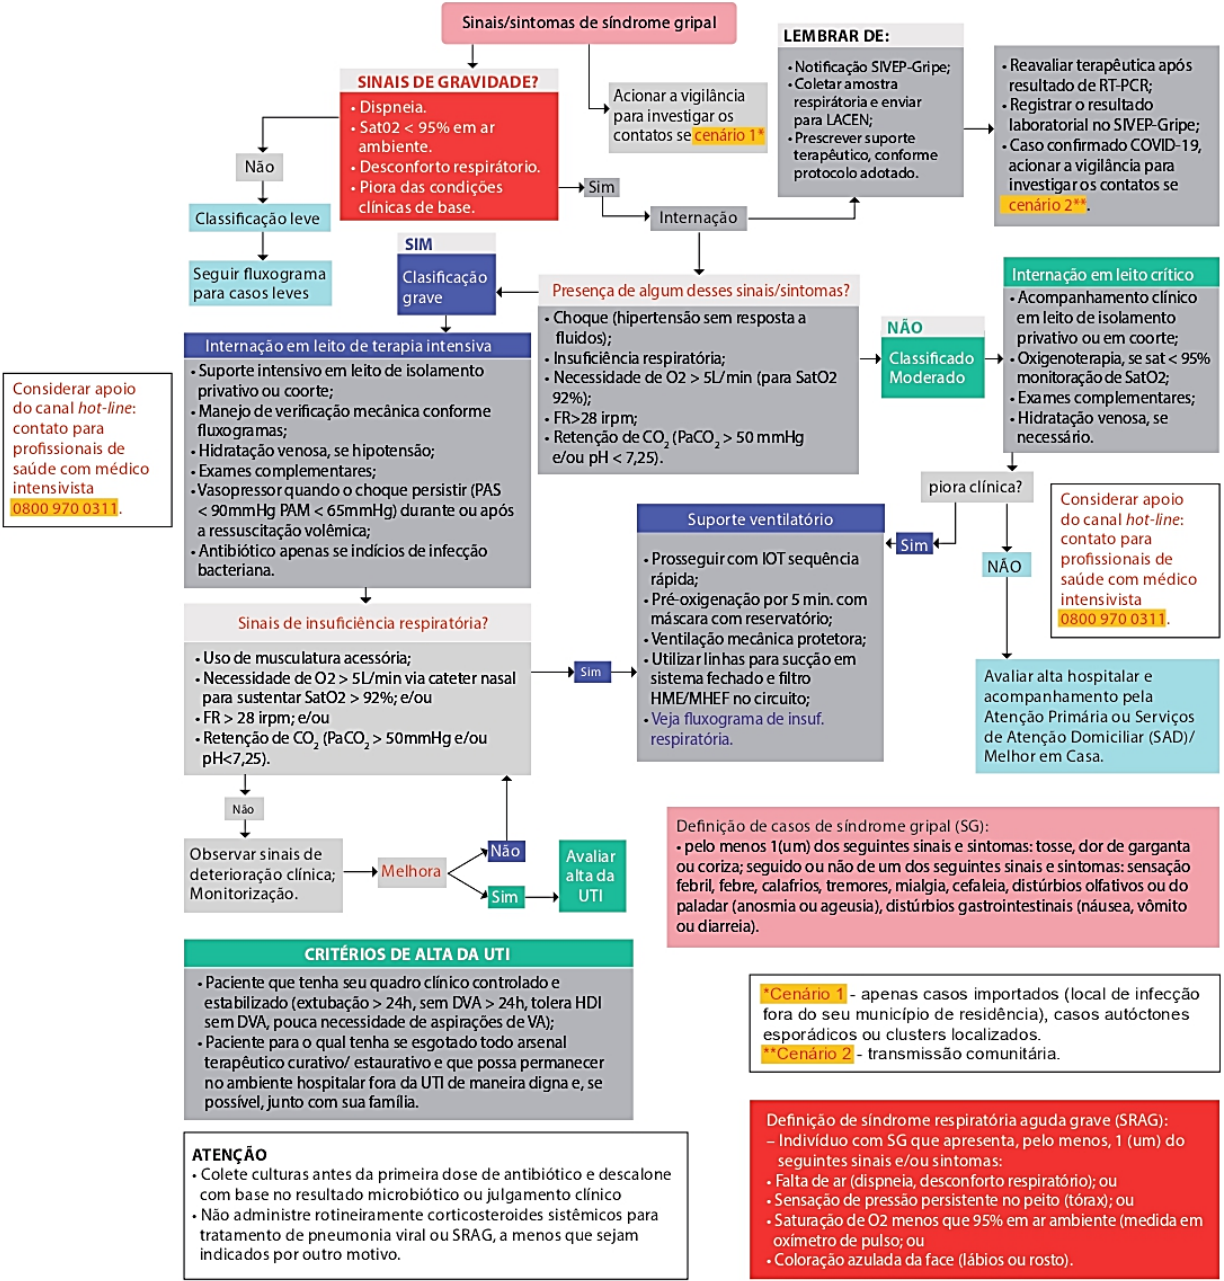 Sinais/sintomas de síndrome gripal
SINAIS DE GRAVIDADE?
• Dispneia.
• Sat02 < 95% em ar
ambiente.
• Desconforto respirátorio.
• Piora das condições
clínicas de base.
Acionar a vigilância
para investigar os
contatos se cenário 1*
LEMBRAR DE:
• Notificação SIVEP-Gripe;
• Coletar amostra
respirátoria e enviar
para LACEN;
• Prescrever suporte
terapêutico, conforme
protocolo adotado.
• Reavaliar terapêutica após
resultado de RT-PCR;
• Registrar o resultado
laboratorial no SIVEP-Gripe;
• Caso confirmado COVID-19,
acionar a vigilância para
investigar os contatos se
cenário 2**.
Não
Classificação leve
Seguir fluxograma
para casos leves
Sim
Internação
SIM
Clasificação
grave
Presença de algum desses sinais/sintomas?
• Choque (hipertensão sem resposta a
fluidos);
• Insuficiência respiratória;
• Necessidade de O2 > 5L/min (para SatO2
92%);
• FR>28 irpm;
• Retenção de CO2 (PaCO2 > 50 mmHg
e/ou pH < 7,25).
NÃO
Classificado
Moderado
Internação em leito crítico
• Acompanhamento clínico
em leito de isolamento
privativo ou em coorte;
• Oxigenoterapia, se sat < 95%
monitoração de SatO2;
• Exames complementares;
• Hidratação venosa, se
necessário.
Internação em leito de terapia intensiva
• Suporte intensivo em leito de isolamento
privativo ou coorte;
• Manejo de verificação mecânica conforme
fluxogramas;
• Hidratação venosa, se hipotensão;
• Exames complementares;
• Vasopressor quando o choque persistir (PAS
< 90mmHg PAM < 65mmHg) durante ou após
a ressuscitação volêmica;
• Antibiótico apenas se indícios de infecção
bacteriana.
Considerar apoio
do canal hot-line:
contato para
profissionais de
saúde com médico
intensivista
0800 970 0311.
piora clínica?
Sim
NÃO
Considerar apoio
do canal hot-line:
contato para
profissionais de
saúde com médico
intensivista
0800 970 0311.
Suporte ventilatório
• Prosseguir com IOT sequência
rápida;
• Pré-oxigenação por 5 min. com
máscara com reservatório;
• Ventilação mecânica protetora;
• Utilizar linhas para sucção em
sistema fechado e filtro
HME/MHEF no circuito;
• Veja fluxograma de insuf.
respiratória.
Sinais de insuficiência respiratória?
• Uso de musculatura acessória;
• Necessidade de O2 > 5L/min via cateter nasal
para sustentar SatO2 > 92%; e/ou
• FR > 28 irpm; e/ou
• Retenção de CO2 (PaCO2 > 50mmHg e/ou
pH<7,25).
Sim
Avaliar alta hospitalar e
acompanhamento pela
Atenção Primária ou Serviços
de Atenção Domiciliar (SAD)/
Melhor em Casa.
Não
Observar sinais de
deterioração clínica;
Monitorização.
Melhora
Não
Sim
Avaliar
alta da
UTI
Definição de casos de síndrome gripal (SG):
• pelo menos 1(um) dos seguintes sinais e sintomas: tosse, dor de garganta
ou coriza; seguido ou não de um dos seguintes sinais e sintomas: sensação
febril, febre, calafrios, tremores, mialgia, cefaleia, distúrbios olfativos ou do
paladar (anosmia ou ageusia), distúrbios gastrointestinais (náusea, vômito
ou diarreia).
CRITÉRIOS DE ALTA DA UTI
• Paciente que tenha seu quadro clínico controlado e
estabilizado (extubação > 24h, sem DVA > 24h, tolera HDI
sem DVA, pouca necessidade de aspirações de VA);
• Paciente para o qual tenha se esgotado todo arsenal
terapêutico curativo/ estaurativo e que possa permanecer
no ambiente hospitalar fora da UTI de maneira digna e, se
possível, junto com sua família.
*Cenário 1 - apenas casos importados (local de infecção
fora do seu município de residência), casos autóctones
esporádicos ou clusters localizados.
**Cenário 2 - transmissão comunitária.
ATENÇÃO
• Colete culturas antes da primeira dose de antibiótico e descalone
com base no resultado microbiótico ou julgamento clínico
• Não administre rotineiramente corticosteroides sistêmicos para
tratamento de pneumonia viral ou SRAG, a menos que sejam
indicados por outro motivo.
Definição de síndrome respiratória aguda grave (SRAG):
– Indivíduo com SG que apresenta, pelo menos, 1 (um) do
seguintes sinais e/ou sintomas:
• Falta de ar (dispneia, desconforto respiratório); ou
• Sensação de pressão persistente no peito (tórax); ou
• Saturação de O2 menos que 95% em ar ambiente (medida em
oxímetro de pulso; ou
• Coloração azulada da face (lábios ou rosto).